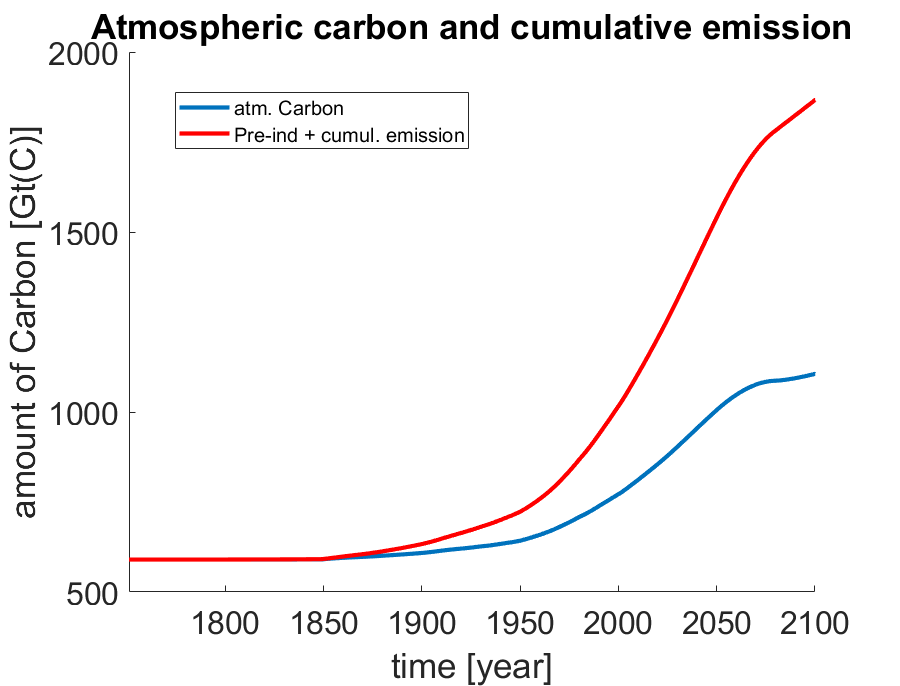 Atmospheric carbon and cumulative emission
2000
atm. Carbon
Pre-ind + cumul. emission
1500
amount of Carbon [Gt(C)]
1000
500
1800 1850 1900 1950 2000 2050 2100
time [year]